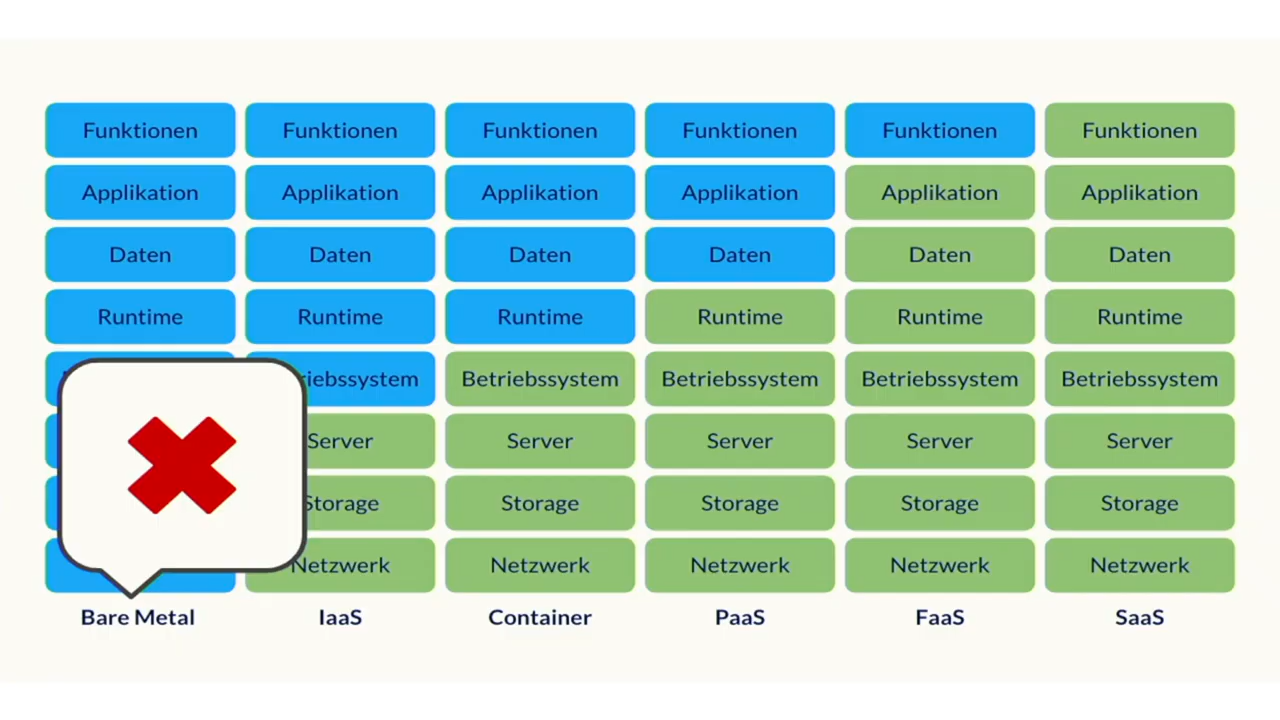 Funktionen Funktionen Funktionen Funktionen Funktionen Funktionen
Applikation Applikation Applikation Applikation Applikation Applikation
Daten Daten Daten Daten Daten Daten
Runtime Runtime Runtime Runtime Runtime Runtime
Betriebssystem Betriebssystem Betriebssystem Betriebssystem
Server Server Server Server Server
Storage Storage Storage Storage Storage
Netzwerk Netzwerk Netzwerk Netzwerk Netzwerk
Bare Metal IaaS Container PaaS FaaS SaaS